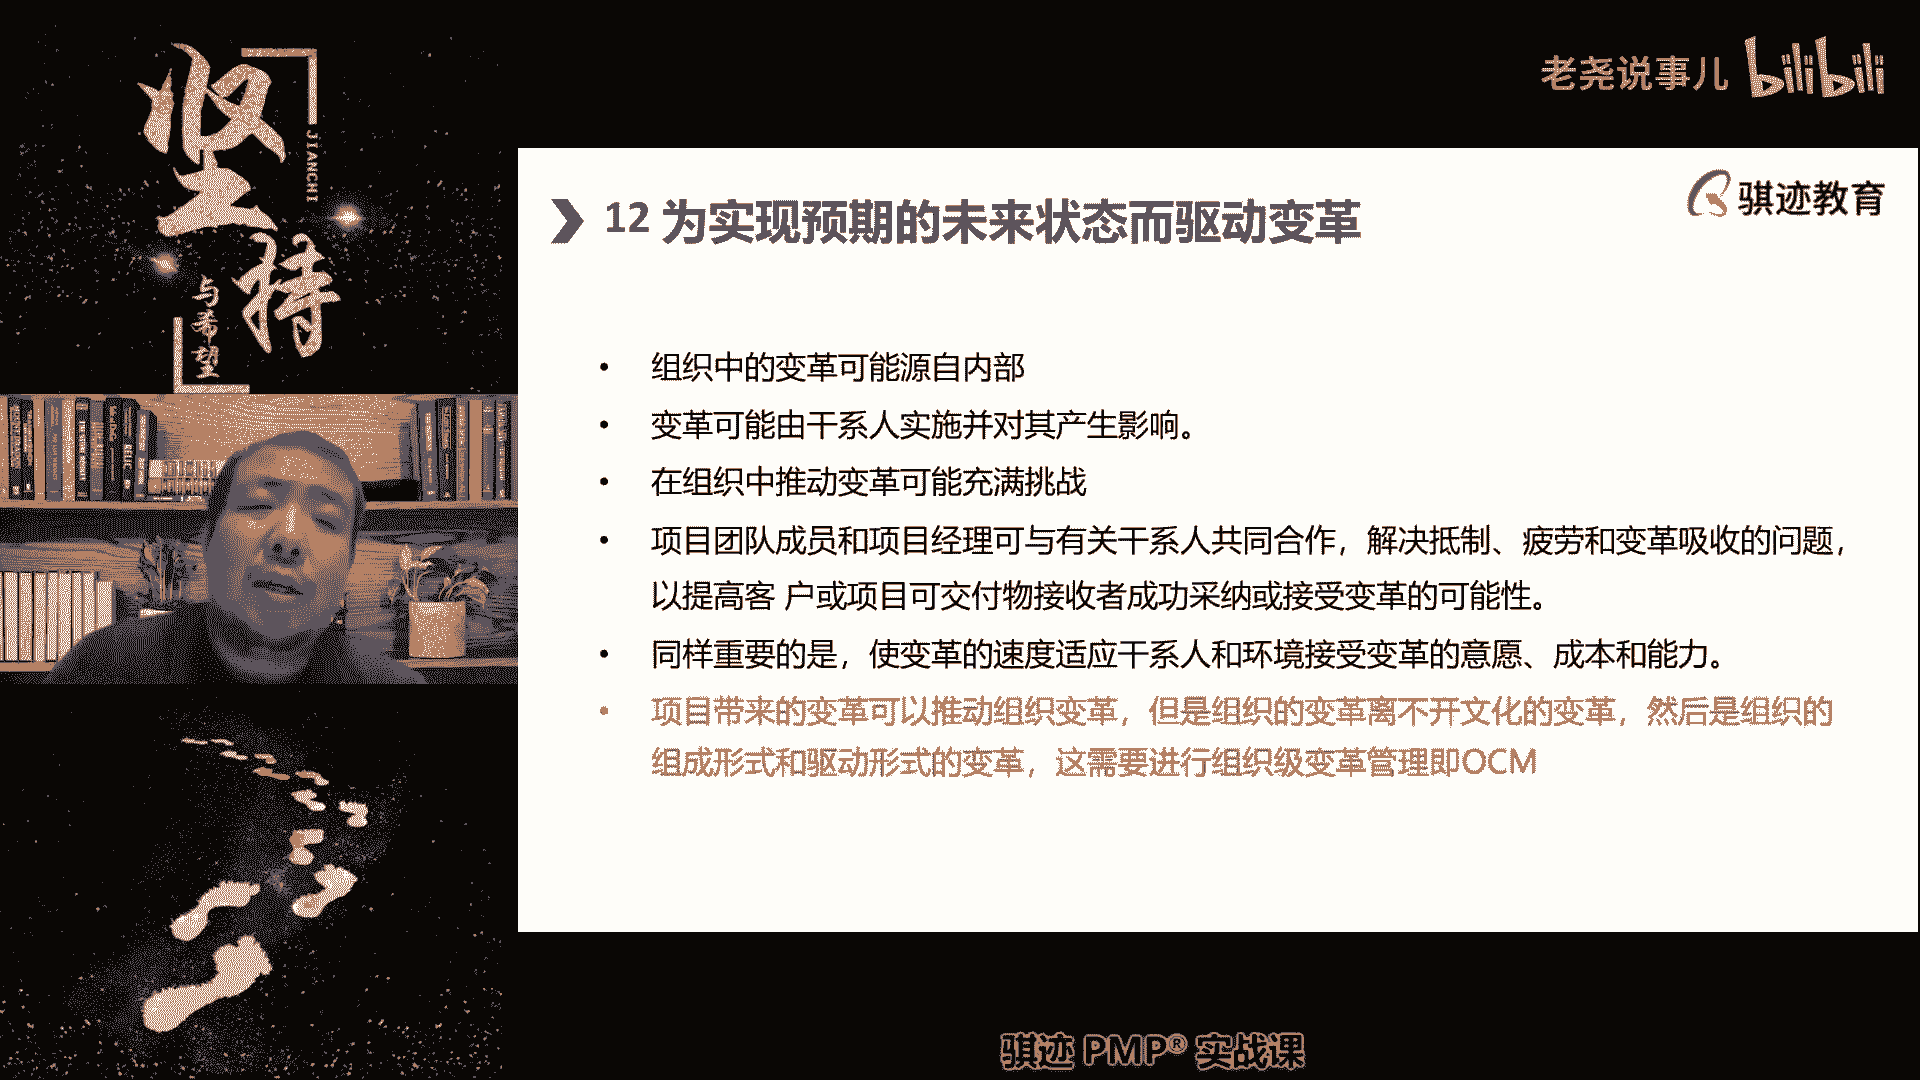 坚持
JIANCHI
与希望
老尧说事儿 bilibili
骐迹教育
12 为实现预期的未来状态而驱动变革
• 组织中的变革可能源自内部
• 变革可能由干系人实施并对其产生影响。
• 在组织中推动变革可能充满挑战
• 项目团队成员和项目经理可与有关干系人共同合作，解决抵制、疲劳和变革吸收的问题，
以提高客 户或项目可交付物接收者成功采纳或接受变革的可能性。
• 同样重要的是，使变革的速度适应干系人和环境接受变革的意愿、成本和能力。
• 项目带来的变革可以推动组织变革，但是组织的变革离不开文化的变革，然后是组织的
组成形式和驱动形式的变革，这需要进行组织级变革管理即OCM
骐迹 PMP® 实战课